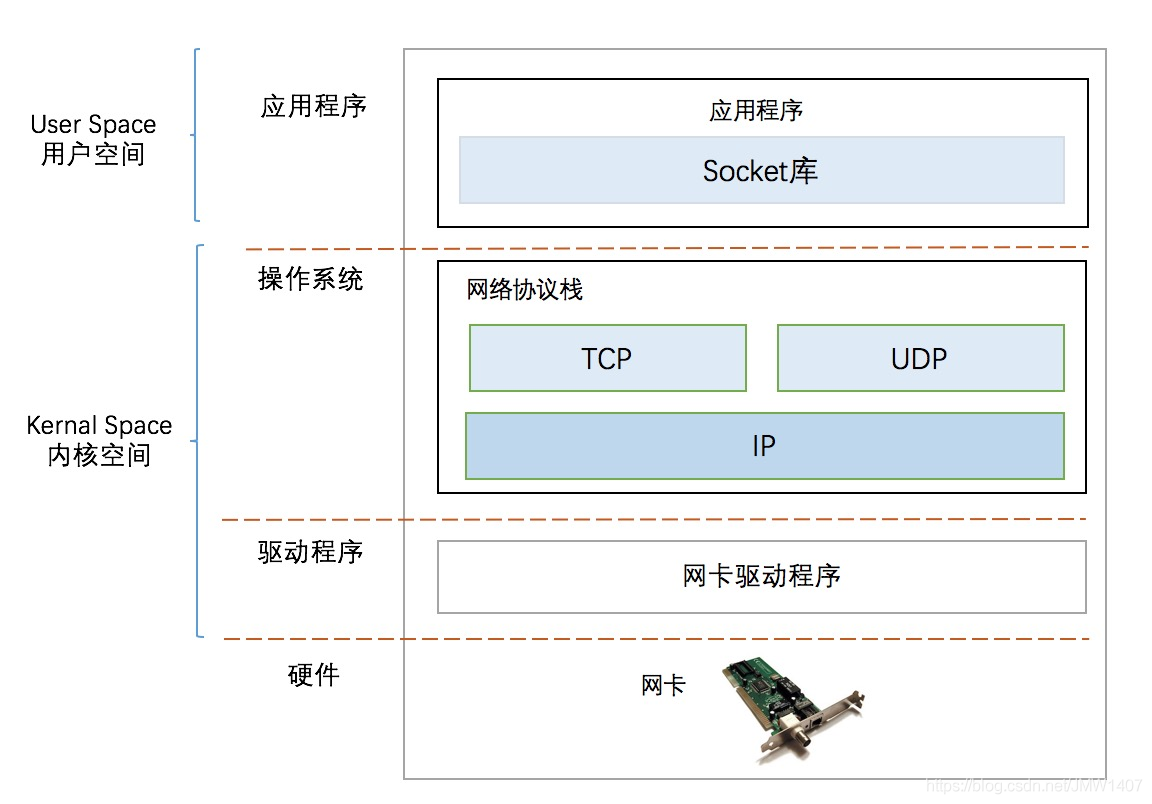 User Space
用户空间
应用程序
应用程序
Socket库
Kernal Space
内核空间
操作系统
网络协议栈
TCP
UDP
IP
驱动程序
网卡驱动程序
硬件
网卡
https://blog.csdn.net/JMW1407